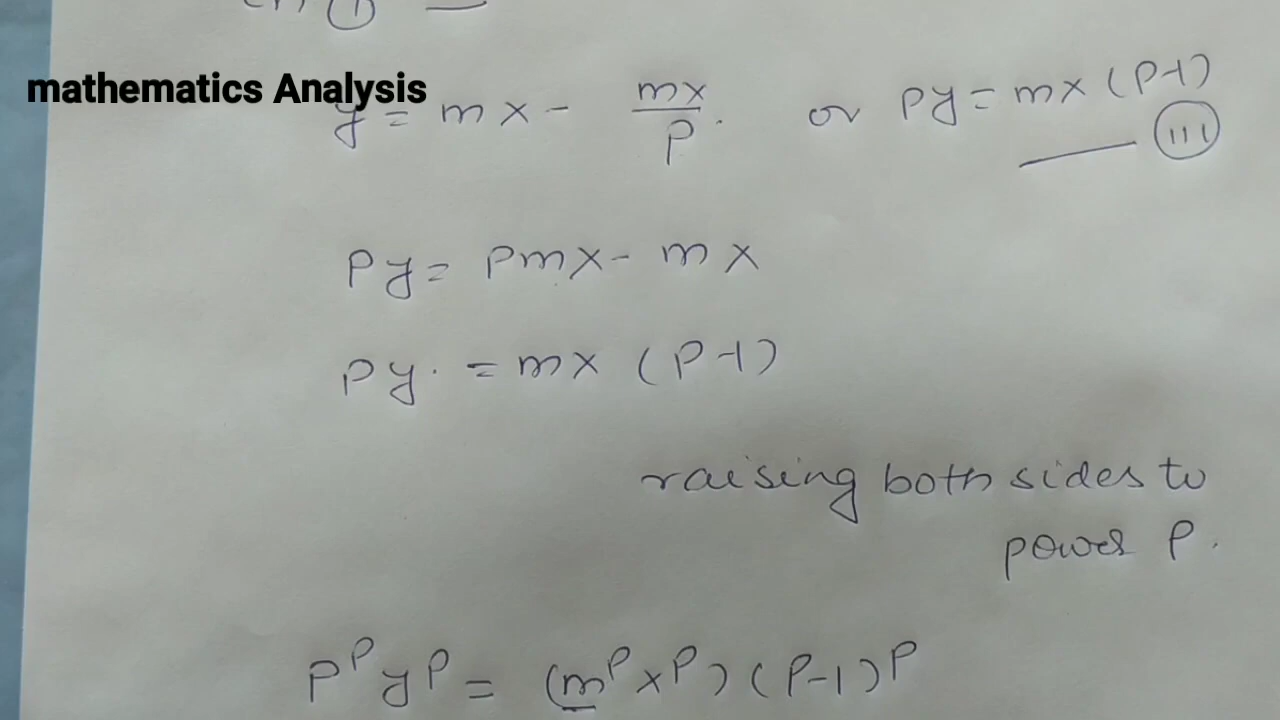 mathematics Analysis
y = mx - mx/p. or py = mx (p-1)
(III)
py = pmx - mx
py. = mx (p-1)
raising both sides to
power p.
p^p y^p = (m^p x^p) (p-1)^p